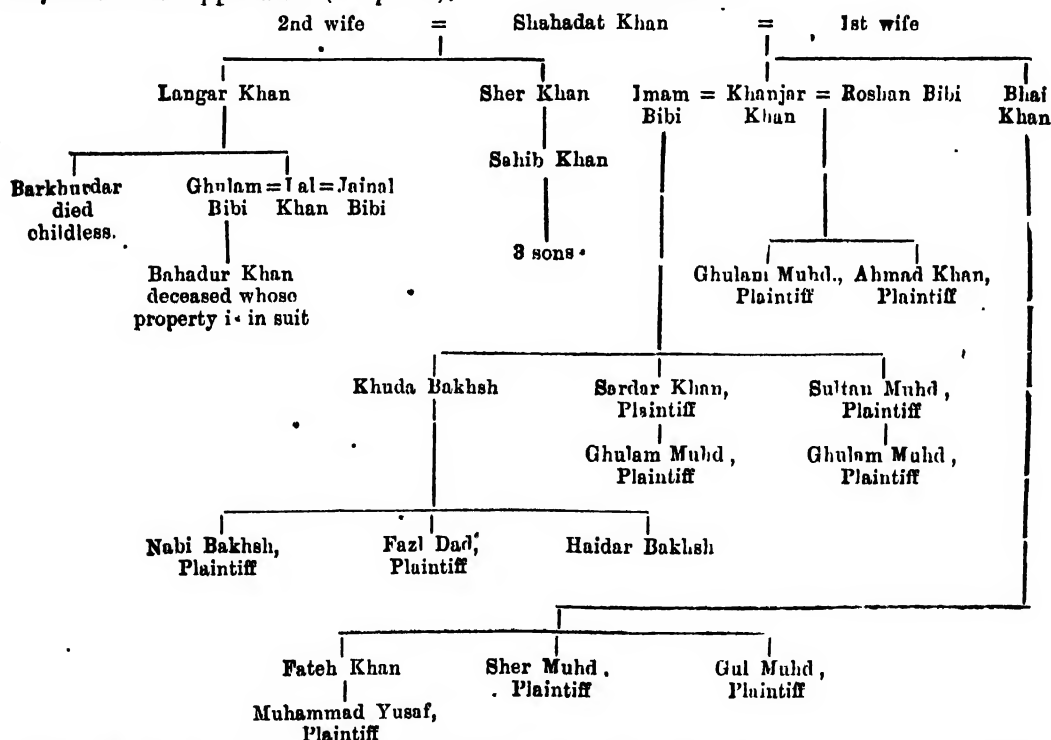 2nd wife = Shahadat Khan = 1st wife
Langar Khan Sher Khan Imam = Khanjar = Roshan Bibi Bhai
Bibi Khan Khan
Sahib Khan
Barkhurdar Ghulam = Lal = Jainal
died Bibi Khan Bibi
childless.
3 sons
Bahadur Khan Ghulam Muhd., Ahmad Khan,
deceased whose Plaintiff Plaintiff
property is in suit
Khuda Bakhsh Sardar Khan, Sultan Muhd,
Plaintiff Plaintiff
Ghulam Muhd, Ghulam Muhd,
Plaintiff Plaintiff
Nabi Bakhsh, Fazl Dad, Haidar Bakhsh
Plaintiff Plaintiff
Fateh Khan Sher Muhd. Gul Muhd,
Plaintiff Plaintiff
Muhammad Yusaf,
Plaintiff